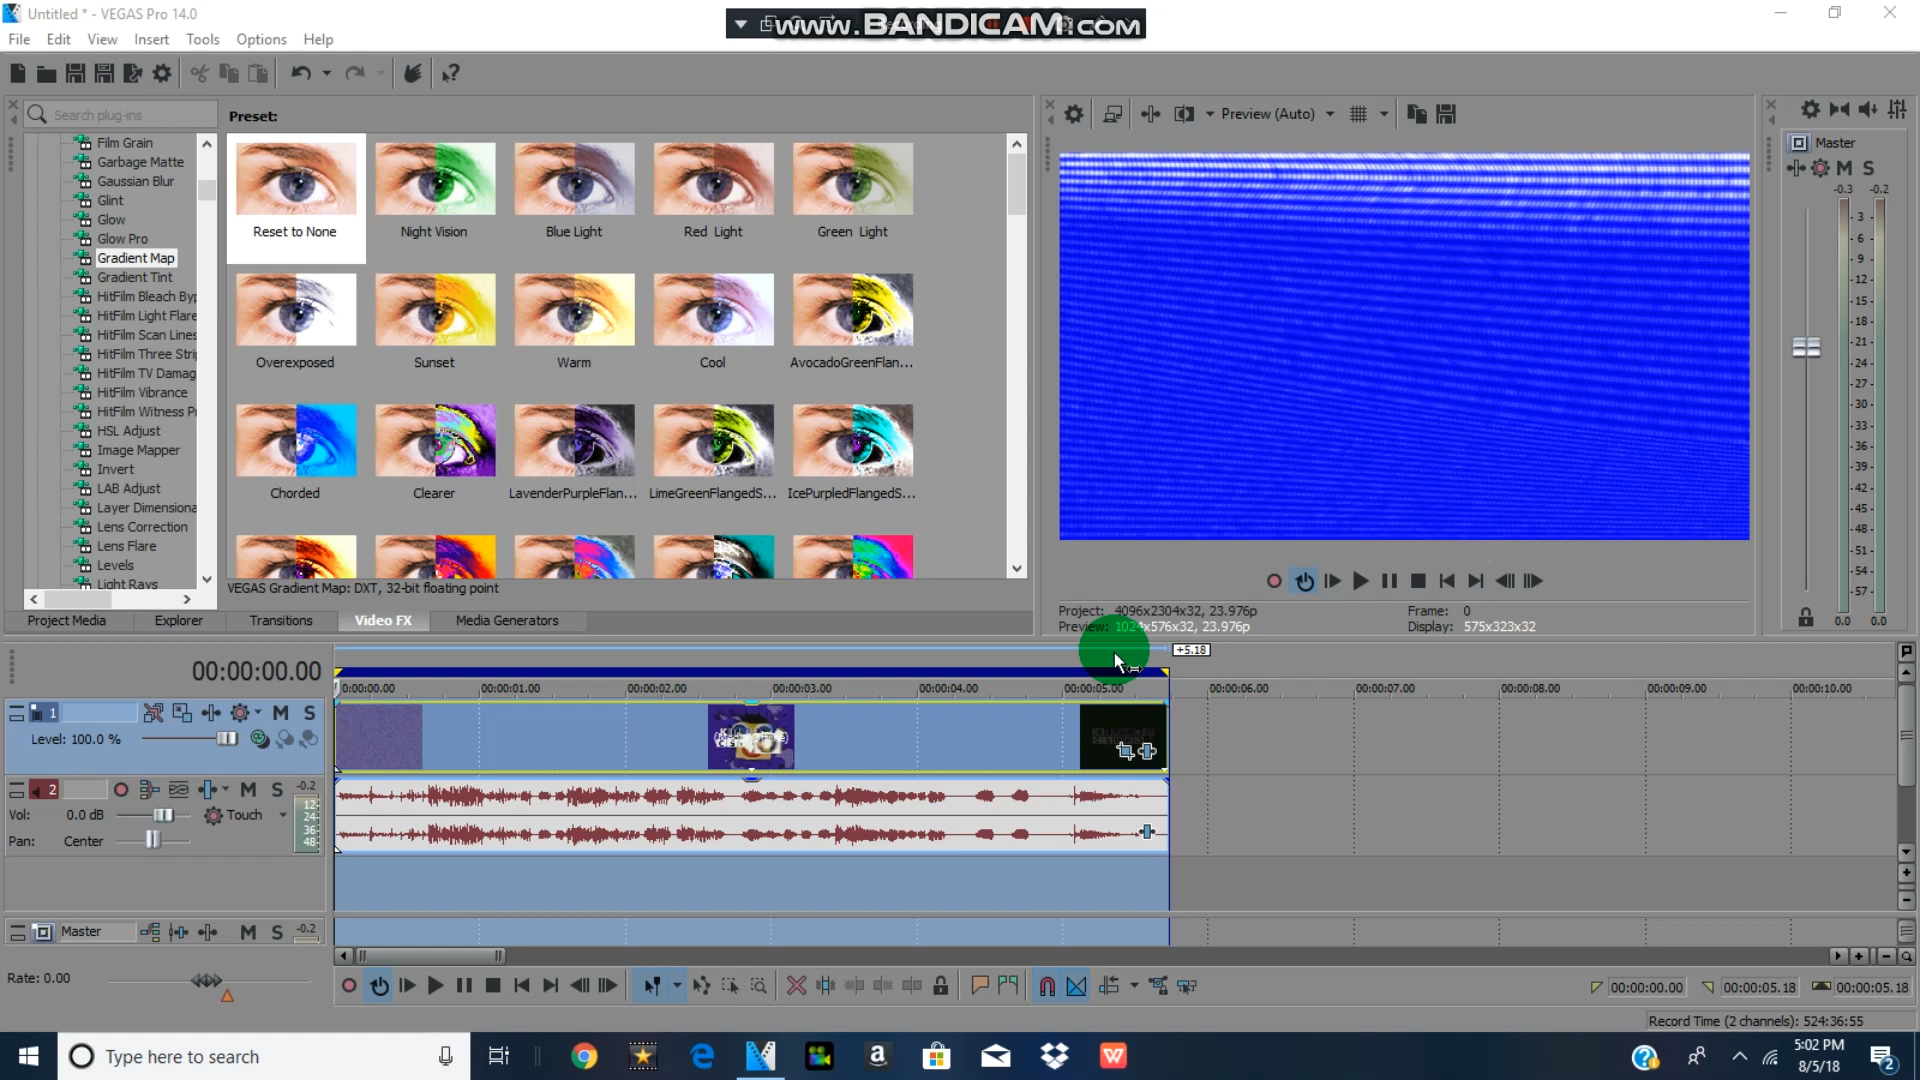 Untitled * - VEGAS Pro 14.0
www.BANDICAM.com
File Edit View Insert Tools Options Help
Search plug-ins
Preset:
Preview (Auto)
Film Grain
Garbage Matte
Gaussian Blur
Glint
Glow
Glow Pro
Gradient Map
Gradient Tint
HitFilm Bleach Byp
HitFilm Light Flare
HitFilm Scan Lines
HitFilm Three Stri
HitFilm TV Damag
HitFilm Vibrance
HitFilm Witness Pr
HSL Adjust
Image Mapper
Invert
LAB Adjust
Layer Dimensiona
Lens Correction
Lens Flare
Levels
Light Rays
Reset to None Night Vision Blue Light Red Light Green Light
Overexposed Sunset Warm Cool AvocadoGreenFlan...
Chorded Clearer LavenderPurpleFlan... LimeGreenFlangedS... IcePurpledFlangedS...
VEGAS Gradient Map: DXT, 32-bit floating point
Project Media Explorer Transitions Video FX Media Generators
Project: 4096x2304x32, 23.976p Frame: 0
Preview: 1024x576x32, 23.976p Display: 575x323x32
Master
M S
-0.3 -0.2
- 3 -
- 6 -
- 9 -
-12-
-15-
-18-
-21-
-24-
-27-
-30-
-33-
-36-
-39-
-42-
-45-
-48-
-51-
-54-
-57-
0.0 0.0
+5.18
00:00:00.00
0:00:00.00 00:00:01.00 00:00:02.00 00:00:03.00 00:00:04.00 00:00:05.00 00:00:06.00 00:00:07.00 00:00:08.00 00:00:09.00 00:00:10.00
1 M S
Level: 100.0 %
2 M S -0.2
Vol: 0.0 dB Touch
12
24
36
48
Pan: Center
Master M S -0.2
Rate: 0.00
00:00:00.00 00:00:05.18 00:00:05.18
Record Time (2 channels): 524:36:55
Type here to search
5:02 PM
8/5/18
2